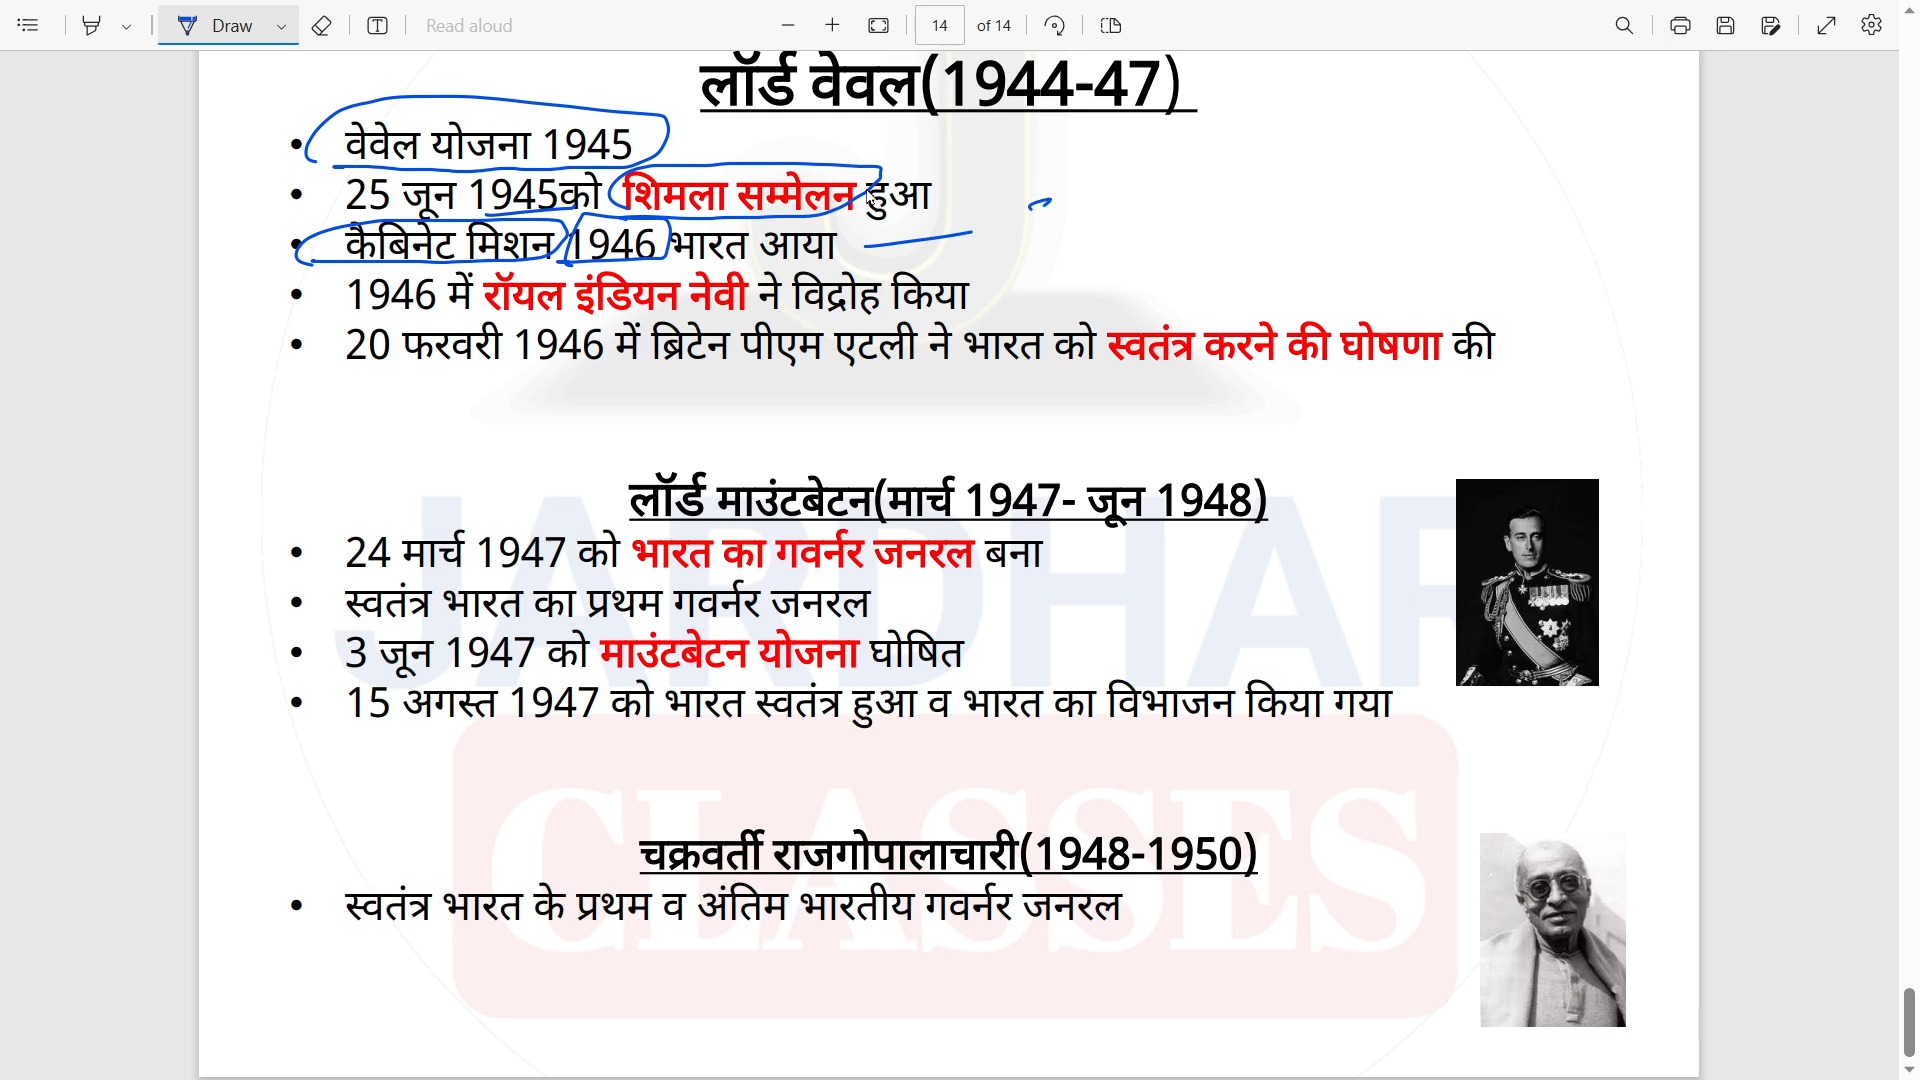 Draw
Read aloud
14 of 14
लॉर्ड वेवल(1944-47)
• वेवेल योजना 1945
• 25 जून 1945को शिमला सम्मेलन हुआ
• कैबिनेट मिशन 1946 भारत आया
• 1946 में रॉयल इंडियन नेवी ने विद्रोह किया
• 20 फरवरी 1946 में ब्रिटेन पीएम एटली ने भारत को स्वतंत्र करने की घोषणा की
लॉर्ड माउंटबेटन(मार्च 1947- जून 1948)
• 24 मार्च 1947 को भारत का गवर्नर जनरल बना
• स्वतंत्र भारत का प्रथम गवर्नर जनरल
• 3 जून 1947 को माउंटबेटन योजना घोषित
• 15 अगस्त 1947 को भारत स्वतंत्र हुआ व भारत का विभाजन किया गया
चक्रवर्ती राजगोपालाचारी(1948-1950)
• स्वतंत्र भारत के प्रथम व अंतिम भारतीय गवर्नर जनरल
JARDHAR
CLASSES